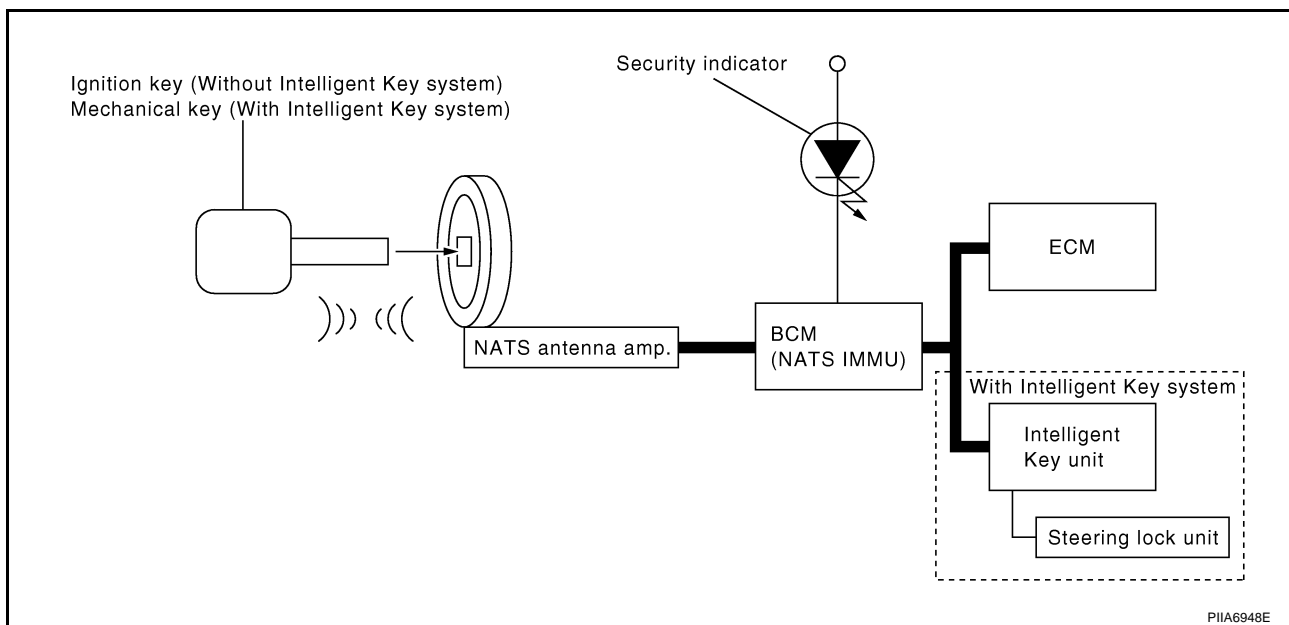 Ignition key (Without Intelligent Key system)
Mechanical key (With Intelligent Key system)
Security indicator
ECM
NATS antenna amp.
BCM
(NATS IMMU)
With Intelligent Key system
Intelligent
Key unit
Steering lock unit
PIIA6948E